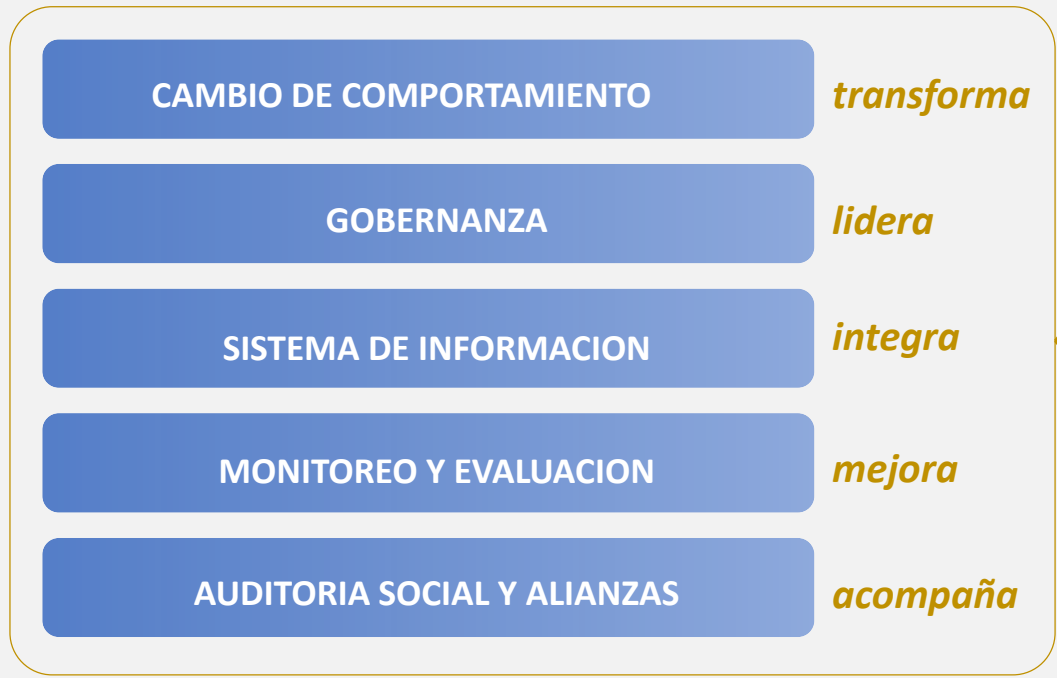 CAMBIO DE COMPORTAMIENTO transforma
GOBERNANZA lidera
SISTEMA DE INFORMACION integra
MONITOREO Y EVALUACION mejora
AUDITORIA SOCIAL Y ALIANZAS acompaña